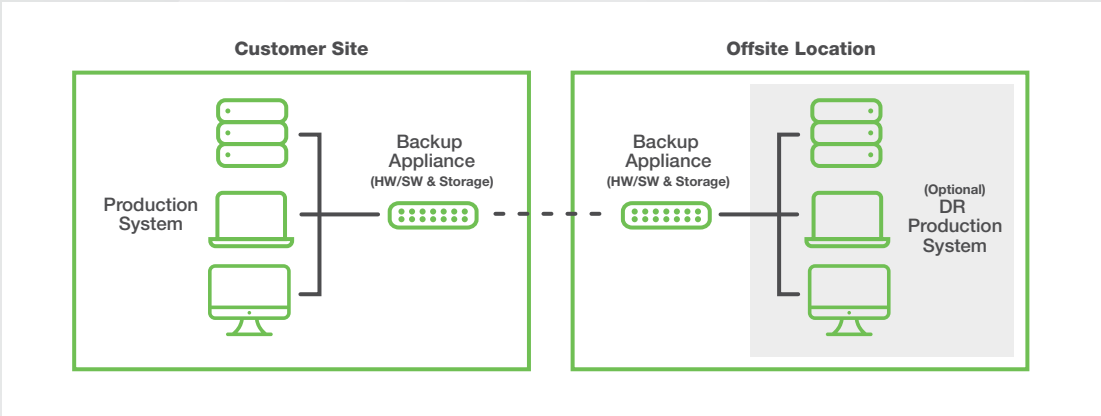 Customer Site
Offsite Location
Production
System
Backup
Appliance
(HW/SW & Storage)
Backup
Appliance
(HW/SW & Storage)
(Optional)
DR
Production
System